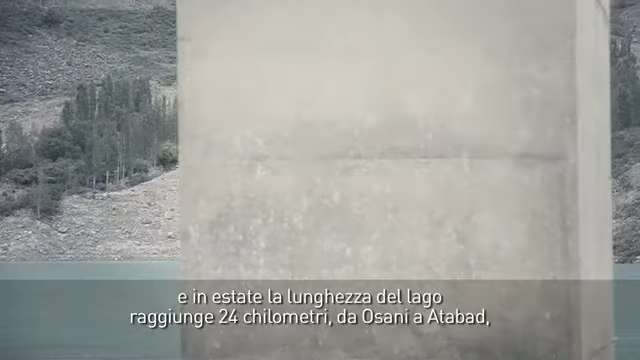 e in estate la lunghezza del lago
raggiunge 24 chilometri, da Osani a Atabad,